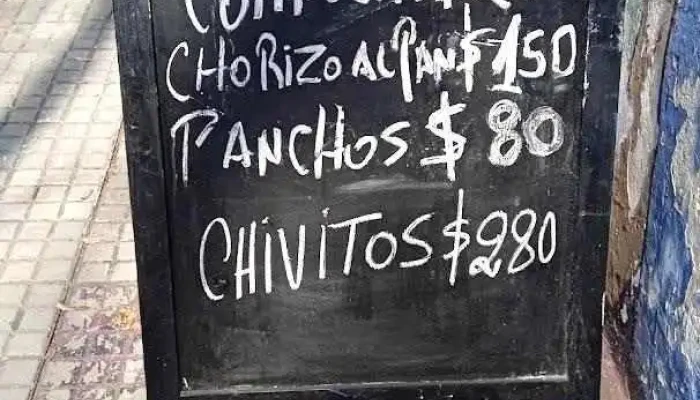 CHORIZO AL PAN $ 150
PANCHOS $ 80
CHIVITOS $ 280